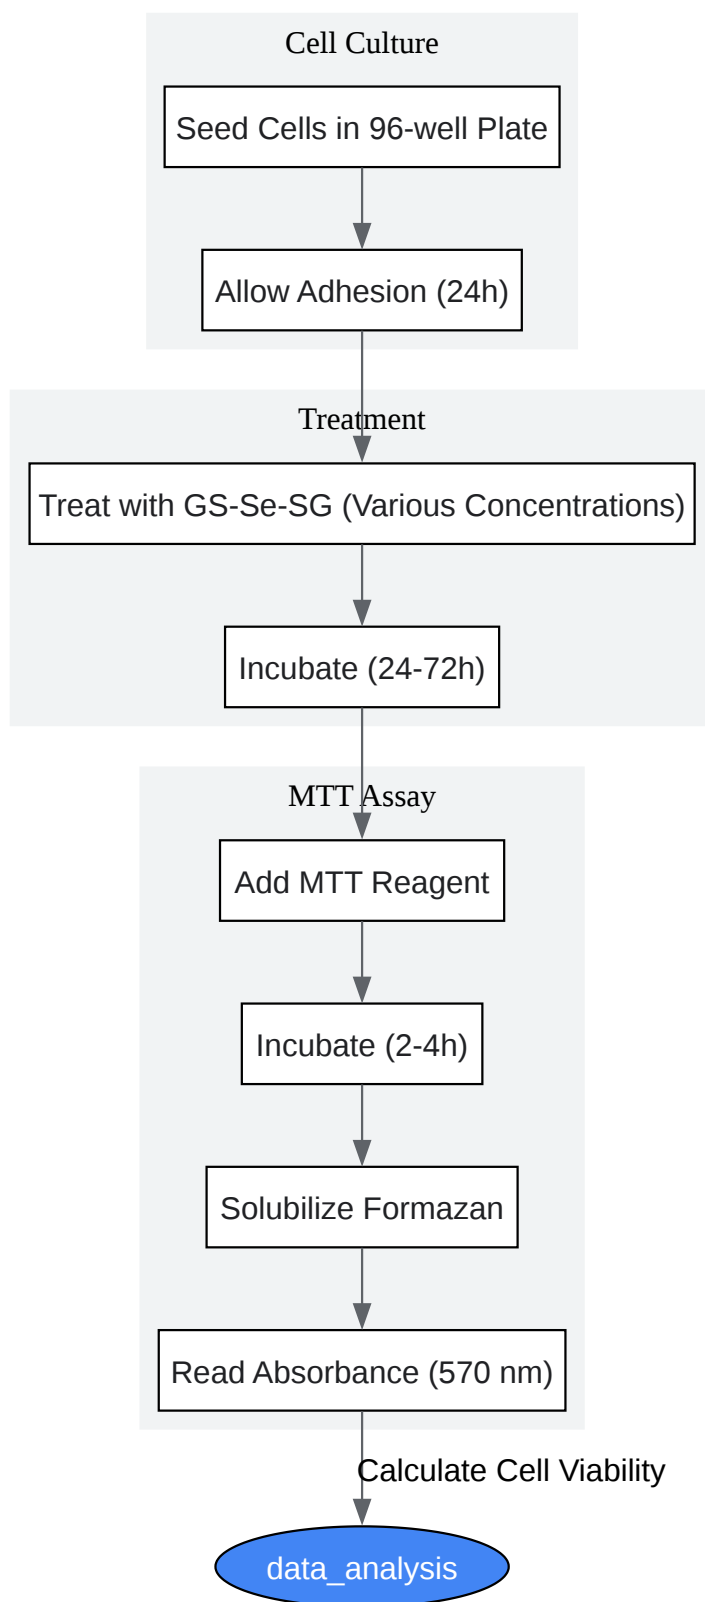 Cell Culture
Seed Cells in 96-well Plate
Allow Adhesion (24h)
Treatment
Treat with GS-Se-SG (Various Concentrations)
Incubate (24-72h)
MTT Assay
Add MTT Reagent
Incubate (2-4h)
Solubilize Formazan
Read Absorbance (570 nm)
Calculate Cell Viability
data_analysis